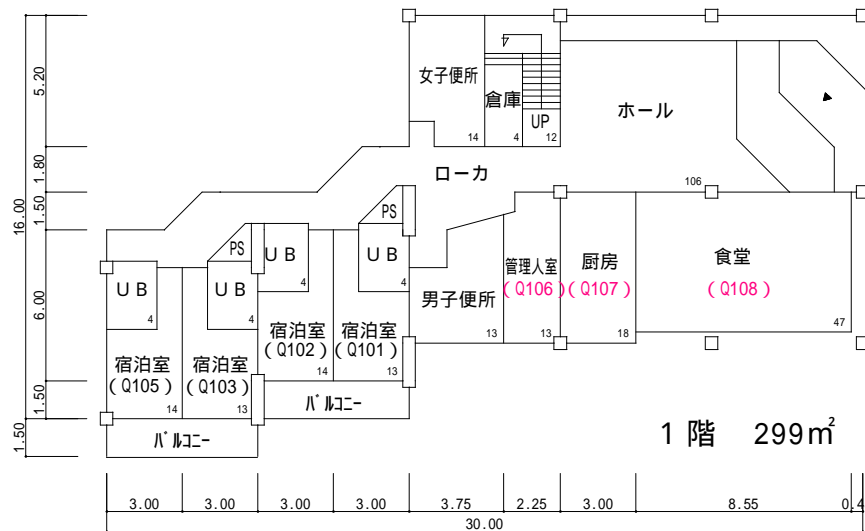 5.20
1.80
1.50
16.00
6.00
1.50
1.50
女子便所
14
倉庫
4
UP
12
ホール
106
ローカ
PS
PS
ＵＢ
4
ＵＢ
4
ＵＢ
4
ＵＢ
4
管理人室
(Q106)
13
厨房
(Q107)
18
食堂
(Q108)
47
男子便所
13
宿泊室
(Q105)
14
宿泊室
(Q103)
13
宿泊室
(Q102)
14
宿泊室
(Q101)
13
バルコニー
バルコニー
１階　299㎡
3.00 3.00 3.00 3.00 3.75 2.25 3.00 8.55 0.4
30.00